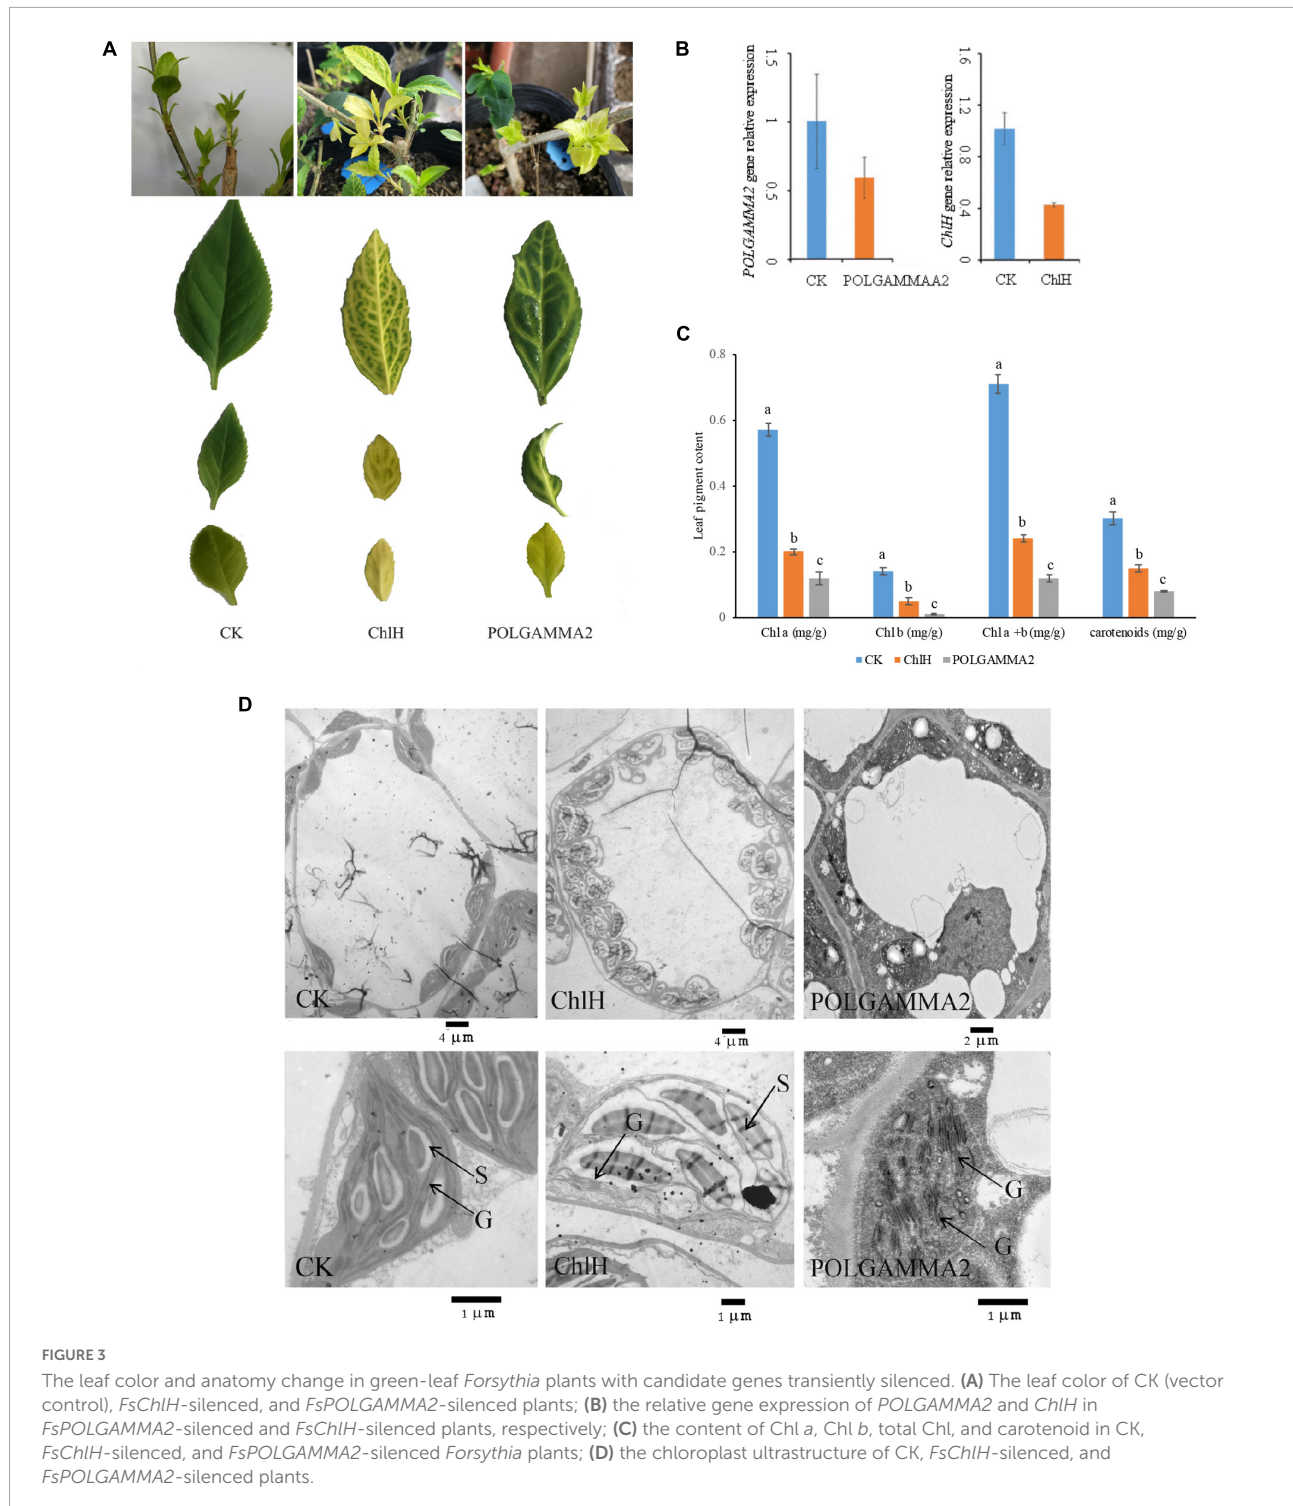 A
CK
ChlH
POLGAMMA2
B
POLGAMMA2 gene relative expression
1.5
1
0.5
0
CK
POLGAMMAA2
ChlH gene relative expression
1.6
1.2
0.8
0.4
0
CK
ChlH
C
Leaf pigment cotent
0.8
0.6
0.4
0.2
0
a
b
c
a
b
c
a
b
c
a
b
c
Chl a (mg/g)
Chl b (mg/g)
Chl a +b (mg/g)
carotenoids (mg/g)
CK
ChlH
POLGAMMA2
D
CK
ChlH
POLGAMMA2
4 μm
4 μm
2 μm
S
G
CK
G
S
ChlH
G
G
POLGAMMA2
1 μm
1 μm
1 μm
FIGURE 3
The leaf color and anatomy change in green-leaf Forsythia plants with candidate genes transiently silenced. (A) The leaf color of CK (vector
control), FsChlH-silenced, and FsPOLGAMMA2-silenced plants; (B) the relative gene expression of POLGAMMA2 and ChlH in
FsPOLGAMMA2-silenced and FsChlH-silenced plants, respectively; (C) the content of Chl a, Chl b, total Chl, and carotenoid in CK,
FsChlH-silenced, and FsPOLGAMMA2-silenced Forsythia plants; (D) the chloroplast ultrastructure of CK, FsChlH-silenced, and
FsPOLGAMMA2-silenced plants.